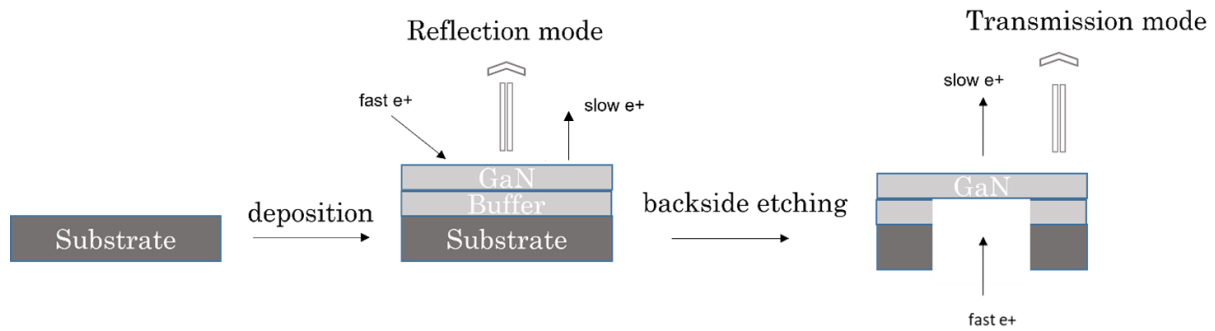 Reflection mode
fast e+
slow e+
GaN
Buffer
Substrate
deposition
Substrate
backside etching
Transmission mode
slow e+
GaN
fast e+